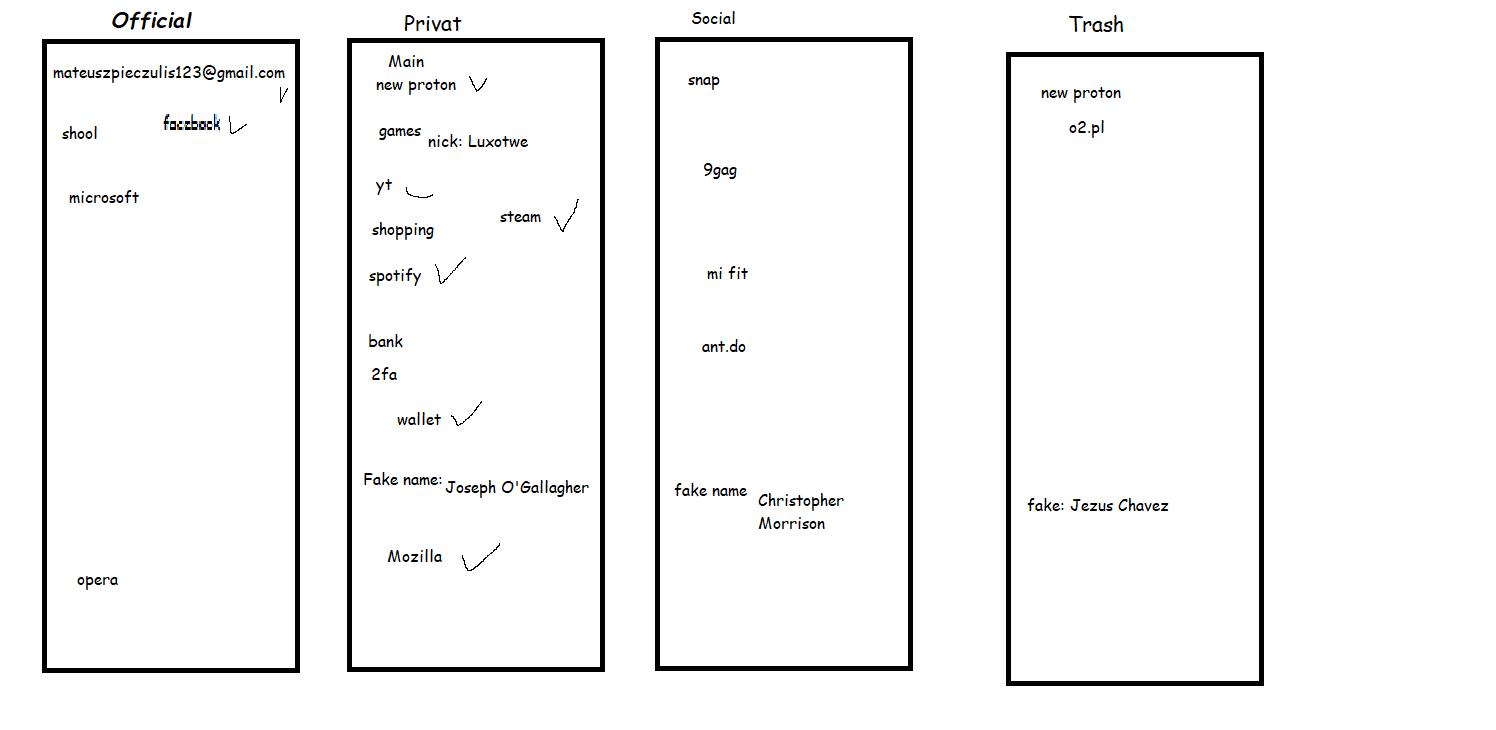 Official
mateuszpieczulis123@gmail.com
shool
facebook
microsoft
opera
Privat
Main
new proton
games
nick: Luxotwe
yt
steam
shopping
spotify
bank
2fa
wallet
Fake name:
Joseph O'Gallagher
Mozilla
Social
snap
9gag
mi fit
ant.do
fake name
Christopher
Morrison
Trash
new proton
o2.pl
fake: Jezus Chavez